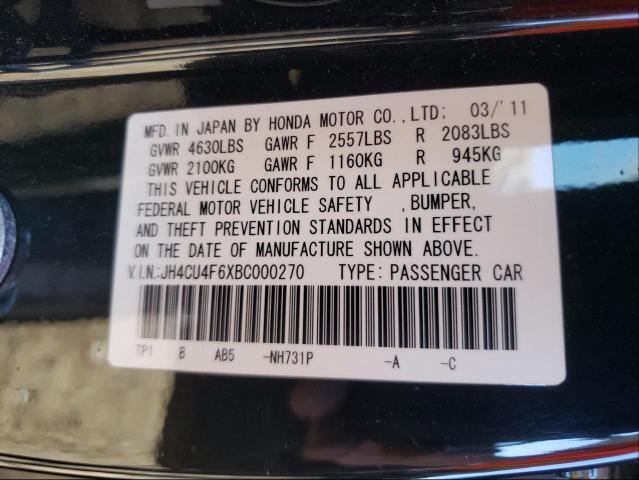 MFD. IN JAPAN BY HONDA MOTOR CO.,LTD; 03/'11
GVWR 4630LBS GAWR F 2557LBS R 2083LBS
GVWR 2100KG GAWR F 1160KG R 945KG
THIS VEHICLE CONFORMS TO ALL APPLICABLE
FEDERAL MOTOR VEHICLE SAFETY ,BUMPER,
AND THEFT PREVENTION STANDARDS IN EFFECT
ON THE DATE OF MANUFACTURE SHOWN ABOVE.
V.I.N:JH4CU4F6XBC000270 TYPE: PASSENGER CAR
TP1 B AB5 -NH731P -A -C